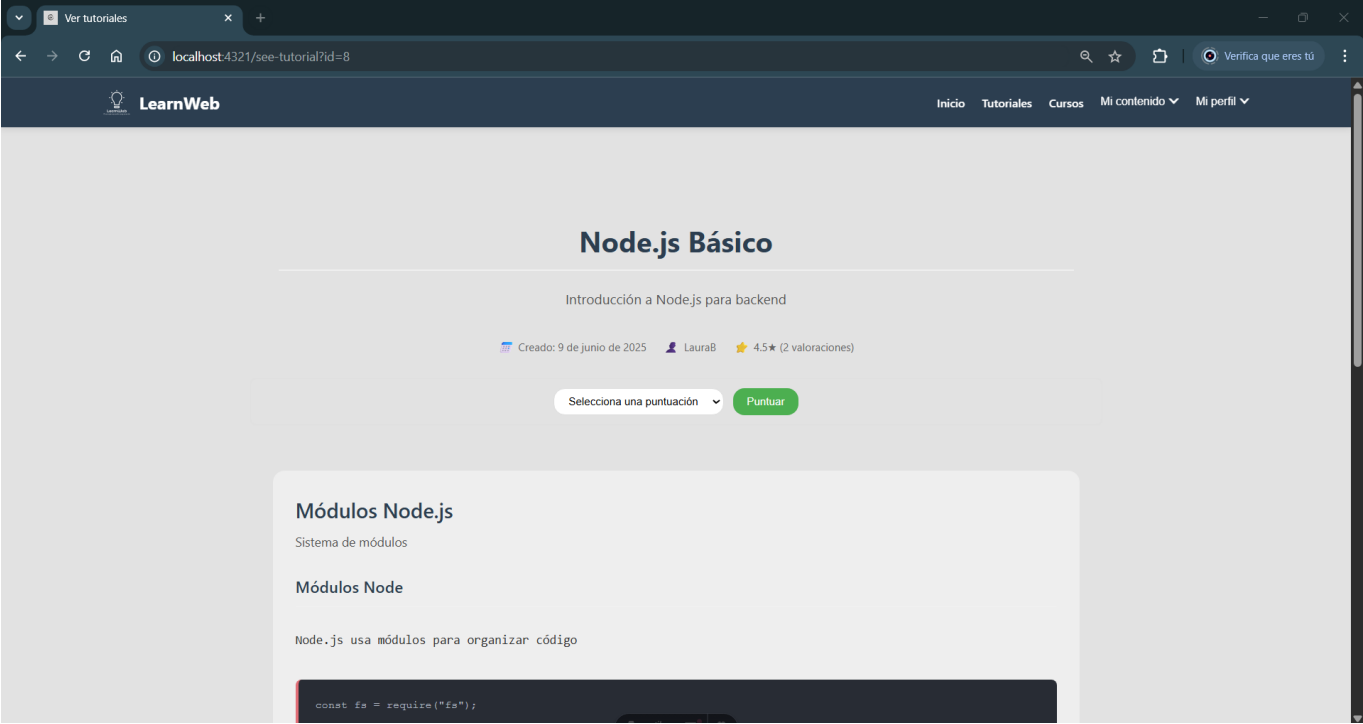 Ver tutoriales
localhost:4321/see-tutorial?id=8
Verifica que eres tú
LearnWeb
Inicio Tutoriales Cursos Mi contenido Mi perfil
Node.js Básico
Introducción a Node.js para backend
Creado: 9 de junio de 2025 LauraB 4.5★ (2 valoraciones)
Selecciona una puntuación Puntuar
Módulos Node.js
Sistema de módulos
Módulos Node
Node.js usa módulos para organizar código
const fs = require("fs");